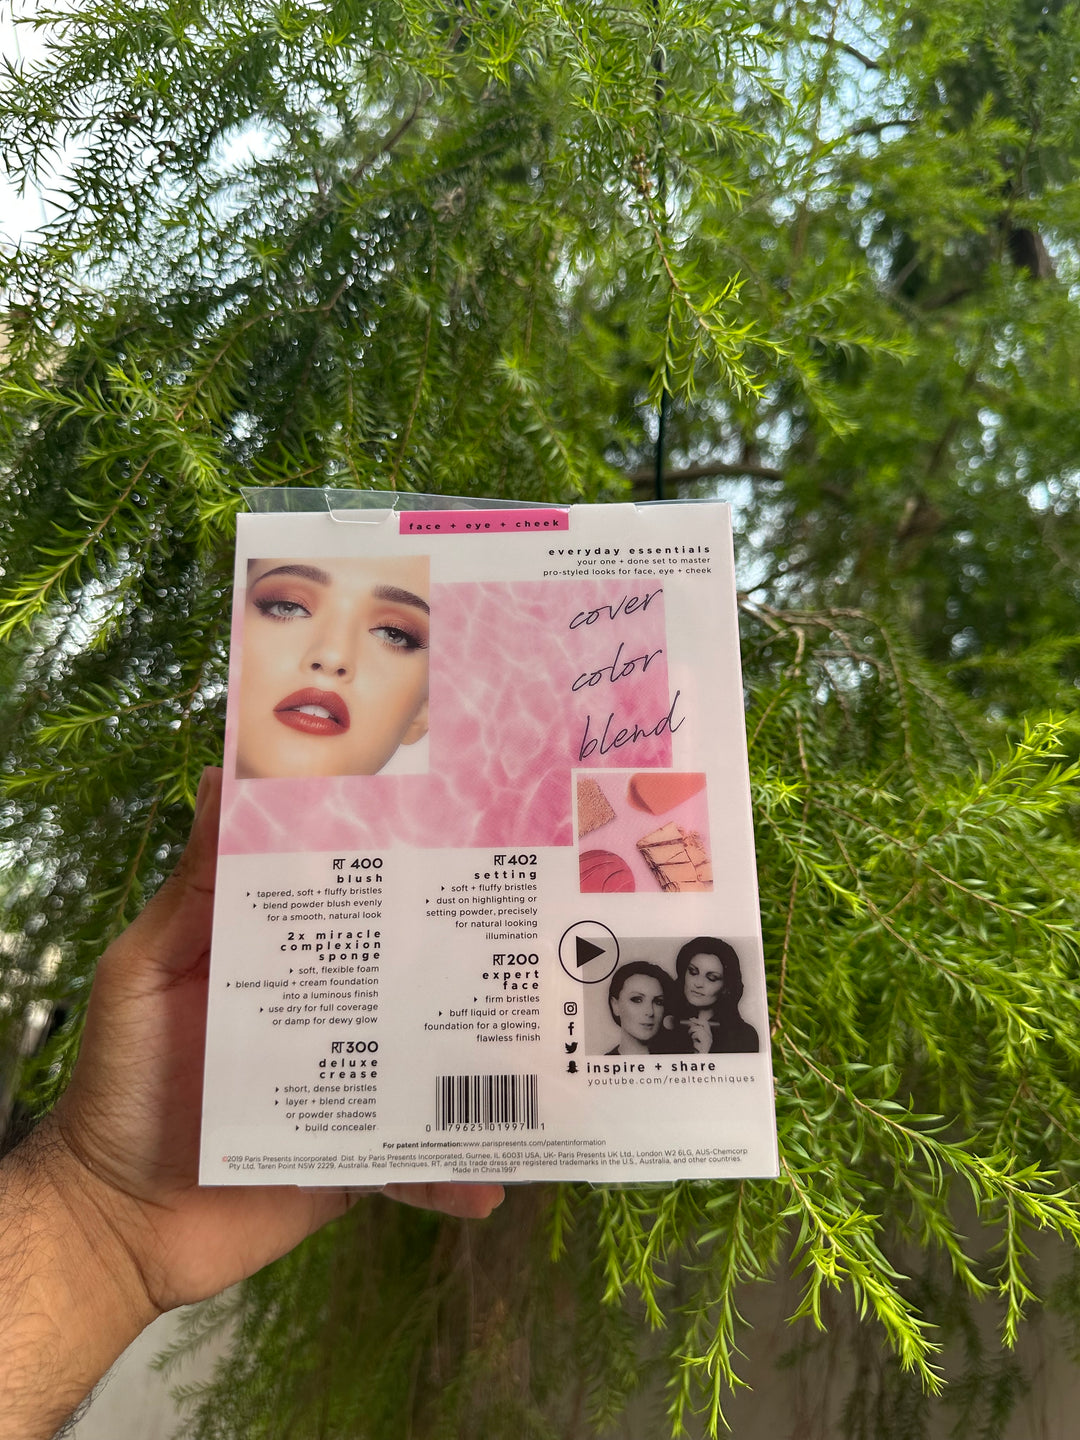 face + eye + cheek
everyday essentials
your one + done set to master
pro-styled looks for face, eye + cheek
cover
color
blend
RT 400
blush
tapered, soft + fluffy bristles
blend powder blush evenly
for a smooth, natural look
2x miracle
complexion
sponge
soft, flexible foam
blend liquid + cream foundation
into a luminous finish
use dry for full coverage
or damp for dewy glow
RT 300
deluxe
crease
short, dense bristles
layer + blend cream
or powder shadows
build concealer
RT 402
setting
soft + fluffy bristles
dust on highlighting or
setting powder, precisely
for natural looking
illumination
RT 200
expert
face
firm bristles
buff liquid or cream
foundation for a glowing,
flawless finish
0 79625 01997 1
inspire + share
youtube.com/realtechniques
For patent information:www.parispresents.com/patentinformation
©2019 Paris Presents Incorporated Dist. by Paris Presents Incorporated, Gurnee, IL 60031 USA, UK- Paris Presents UK Ltd., London W2 6LG, AUS-Chemcorp
Pty Ltd, Taren Point NSW 2229, Australia. Real Techniques, RT, and its trade dress are registered trademarks in the U.S., Australia, and other countries.
Made in China.1997